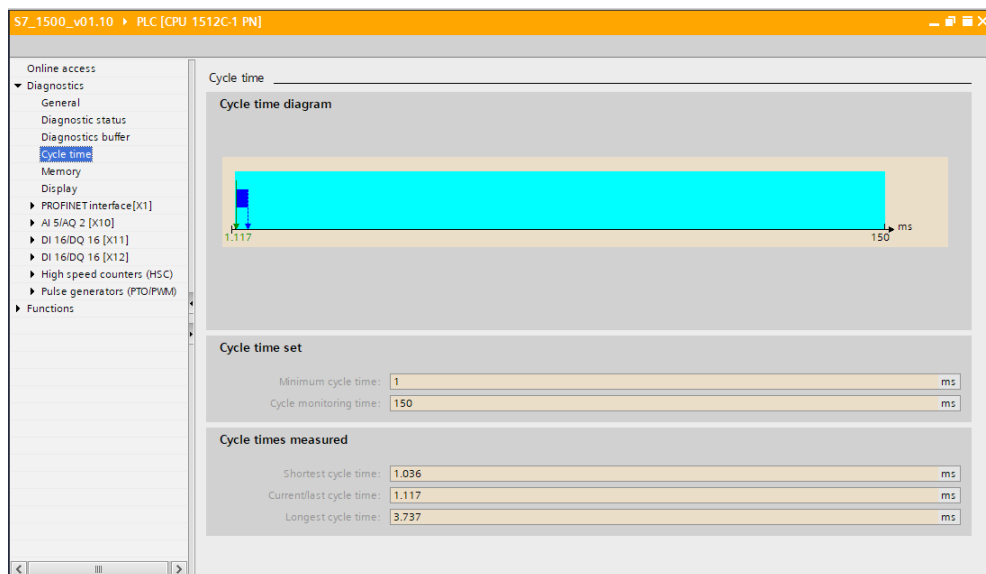 S7_1500_v01.10 ▸ PLC [CPU 1512C-1 PN]
Online access
Diagnostics
General
Diagnostic status
Diagnostics buffer
Cycle time
Memory
Display
PROFINET interface[X1]
AI 5/AQ 2 [X10]
DI 16/DQ 16 [X11]
DI 16/DQ 16 [X12]
High speed counters (HSC)
Pulse generators (PTO/PWM)
Functions
Cycle time
Cycle time diagram
ms
1.117 150
Cycle time set
Minimum cycle time: 1 ms
Cycle monitoring time: 150 ms
Cycle times measured
Shortest cycle time: 1.036 ms
Current/last cycle time: 1.117 ms
Longest cycle time: 3.737 ms